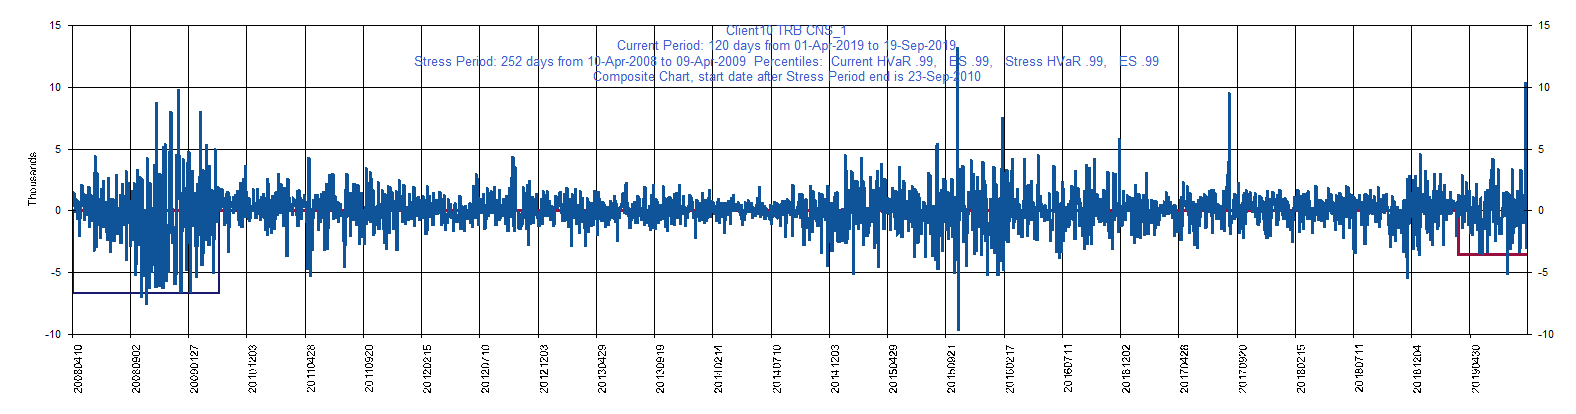 Client10 TRB CNS_1
Current Period: 120 days from 01-Apr-2019 to 19-Sep-2019
Stress Period: 252 days from 10-Apr-2008 to 09-Apr-2009 Percentiles: Current HVaR .99, ES .99, Stress HVaR .99, ES .99
Composite Chart, start date after Stress Period end is 23-Sep-2010
15 15
10 10
5 5
0 0
-5 -5
-10 -10
Thousands
20080410 20080902 20090127 20101203 20110428 20110920 20120215 20120710 20121203 20130429 20130919 20140214 20140710 20141203 20150429 20150921 20160217 20160711 20161202 20170428 20170920 20180215 20180711 20181204 20190430